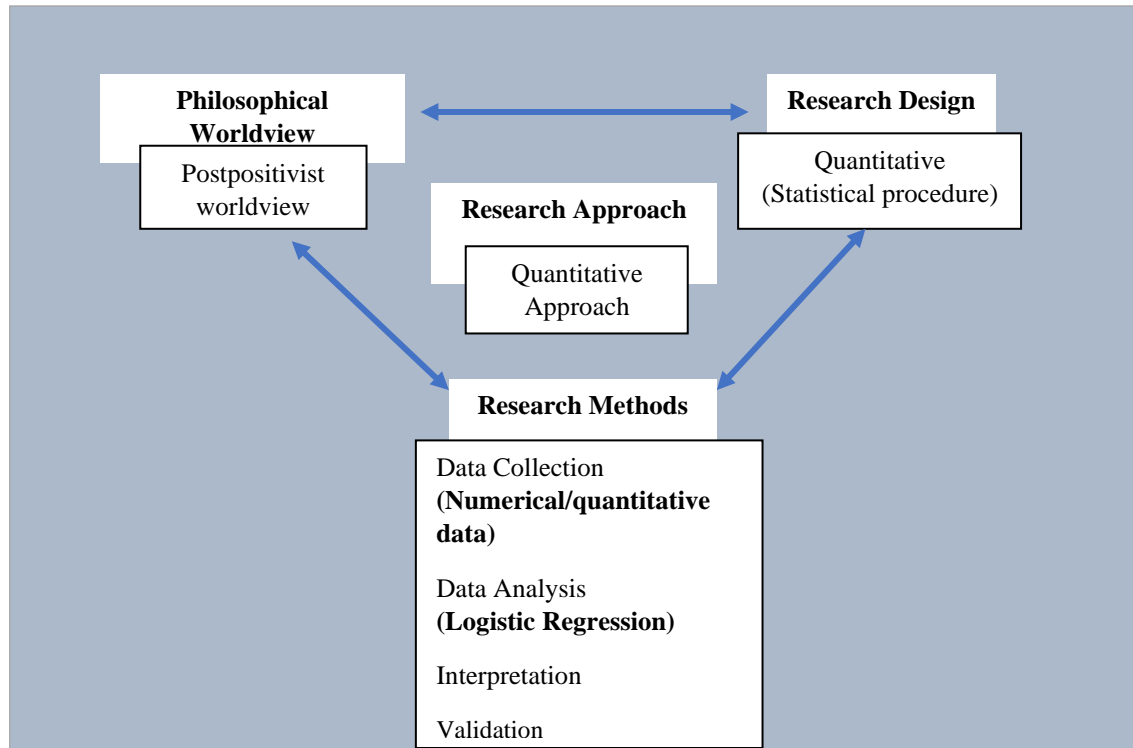 Philosophical
Worldview
Postpositivist
worldview
Research Design
Quantitative
(Statistical procedure)
Research Approach
Quantitative
Approach
Research Methods
Data Collection
(Numerical/quantitative
data)
Data Analysis
(Logistic Regression)
Interpretation
Validation